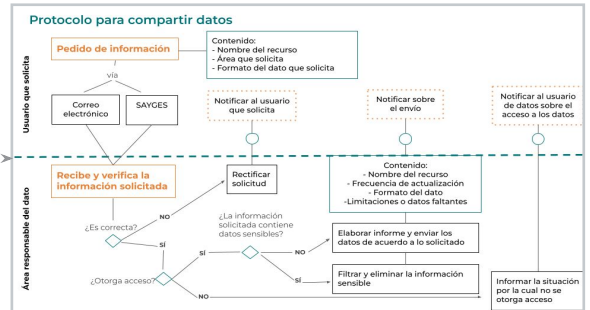 Protocolo para compartir datos
Usuario que solicita
Pedido de información
Contenido:
- Nombre del recurso
- Área que solicita
- Formato del dato que solicita
vía
Correo
electrónico
SAYGES
Notificar al usuario
que solicita
Notificar sobre
el envío
Notificar al usuario
de datos sobre el
acceso a los datos
Área responsable del dato
Recibe y verifica la
información solicitada
Rectificar
solicitud
Contenido:
- Nombre del recurso
- Frecuencia de actualización
- Formato del dato
-Limitaciones o datos faltantes
¿Es correcta?
NO
SÍ
¿La información
solicitada contiene
datos sensibles?
Elaborar informe y enviar los
datos de acuerdo a lo solicitado
NO
SÍ
¿Otorga acceso?
SÍ
Filtrar y eliminar la información
sensible
NO
Informar la situación
por la cual no se
otorga acceso